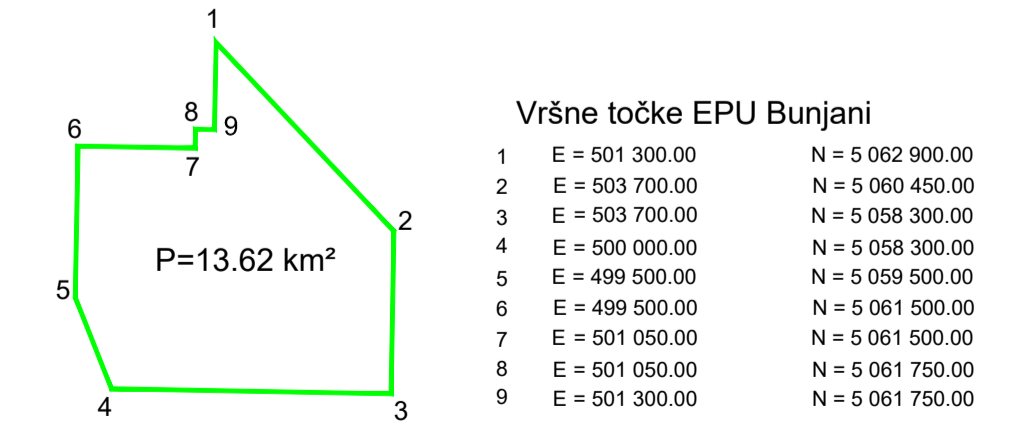 1
8
9
6
7
2
P=13.62 km²
5
4
3
Vršne točke EPU Bunjani
1 E = 501 300.00 N = 5 062 900.00
2 E = 503 700.00 N = 5 060 450.00
3 E = 503 700.00 N = 5 058 300.00
4 E = 500 000.00 N = 5 058 300.00
5 E = 499 500.00 N = 5 059 500.00
6 E = 499 500.00 N = 5 061 500.00
7 E = 501 050.00 N = 5 061 500.00
8 E = 501 050.00 N = 5 061 750.00
9 E = 501 300.00 N = 5 061 750.00